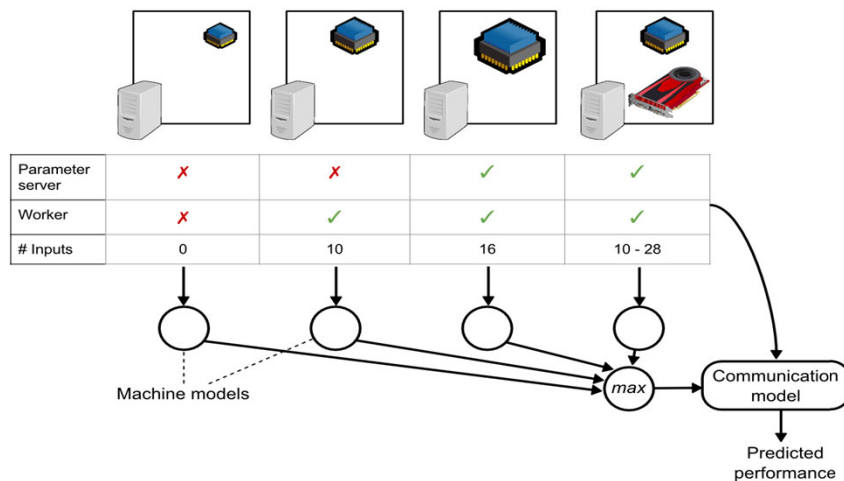 Parameter
server
✗ ✗ ✓ ✓
Worker
✗ ✓ ✓ ✓
# Inputs
0 10 16 10 - 28
Machine models
max
Communication
model
Predicted
performance